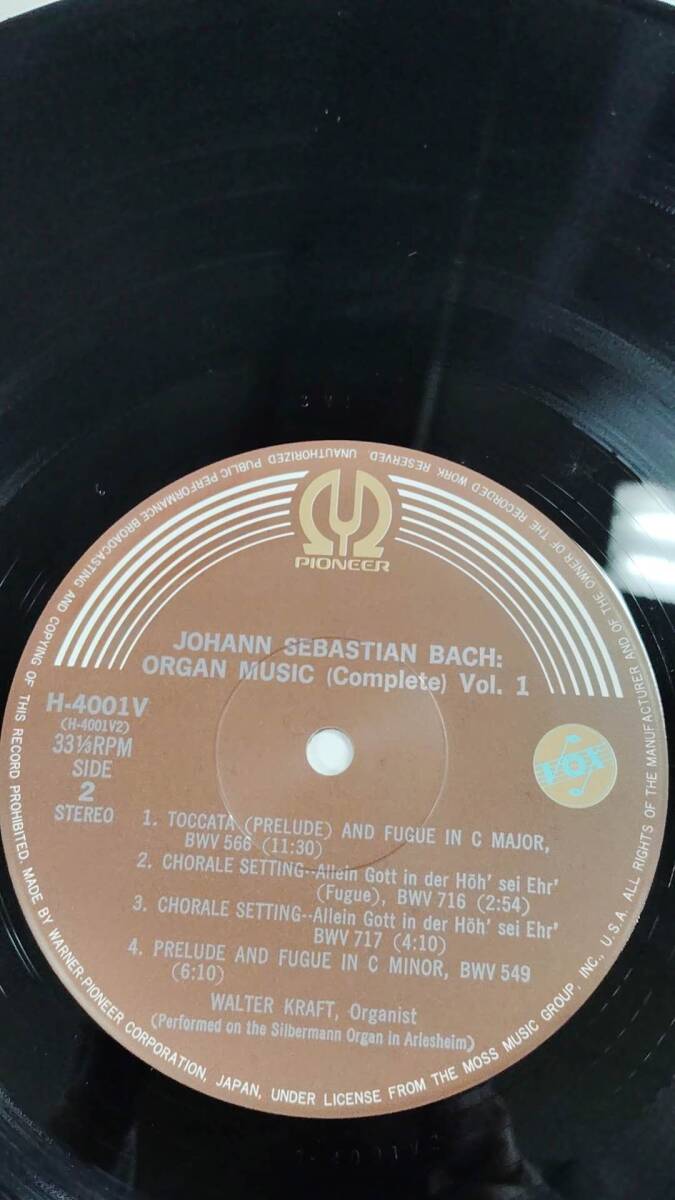 PIONEER
JOHANN SEBASTIAN BACH:
ORGAN MUSIC (Complete) Vol. 1
H-4001V
(H-4001V2)
33⅓RPM
SIDE
2
STEREO
VOX
1. TOCCATA (PRELUDE) AND FUGUE IN C MAJOR,
BWV 566 (11:30)
2. CHORALE SETTING--Allein Gott in der Höh' sei Ehr'
(Fugue), BWV 716 (2:54)
3. CHORALE SETTING--Allein Gott in der Höh' sei Ehr'
BWV 717 (4:10)
4. PRELUDE AND FUGUE IN C MINOR, BWV 549
(6:10)
WALTER KRAFT, Organist
(Performed on the Silbermann Organ in Arlesheim)
MADE BY WARNER-PIONEER CORPORATION, JAPAN, UNDER LICENSE FROM THE MOSS MUSIC GROUP, INC., U.S.A. ALL RIGHTS OF THE MANUFACTURER AND OF THE OWNER OF THE RECORDED WORK RESERVED. UNAUTHORIZED PUBLIC PERFORMANCE BROADCASTING AND COPYING OF THIS RECORD PROHIBITED.